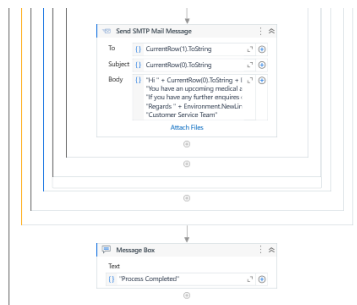 Send SMTP Mail Message
To
CurrentRow(1).ToString
Subject
CurrentRow(0).ToString
Body
"Hi " + CurrentRow(0).ToString +
"You have an upcoming medical a
"If you have any further enquires
"Regards " + Environment.NewLin
"Customer Service Team"
Attach Files
Message Box
Text
"Process Completed"